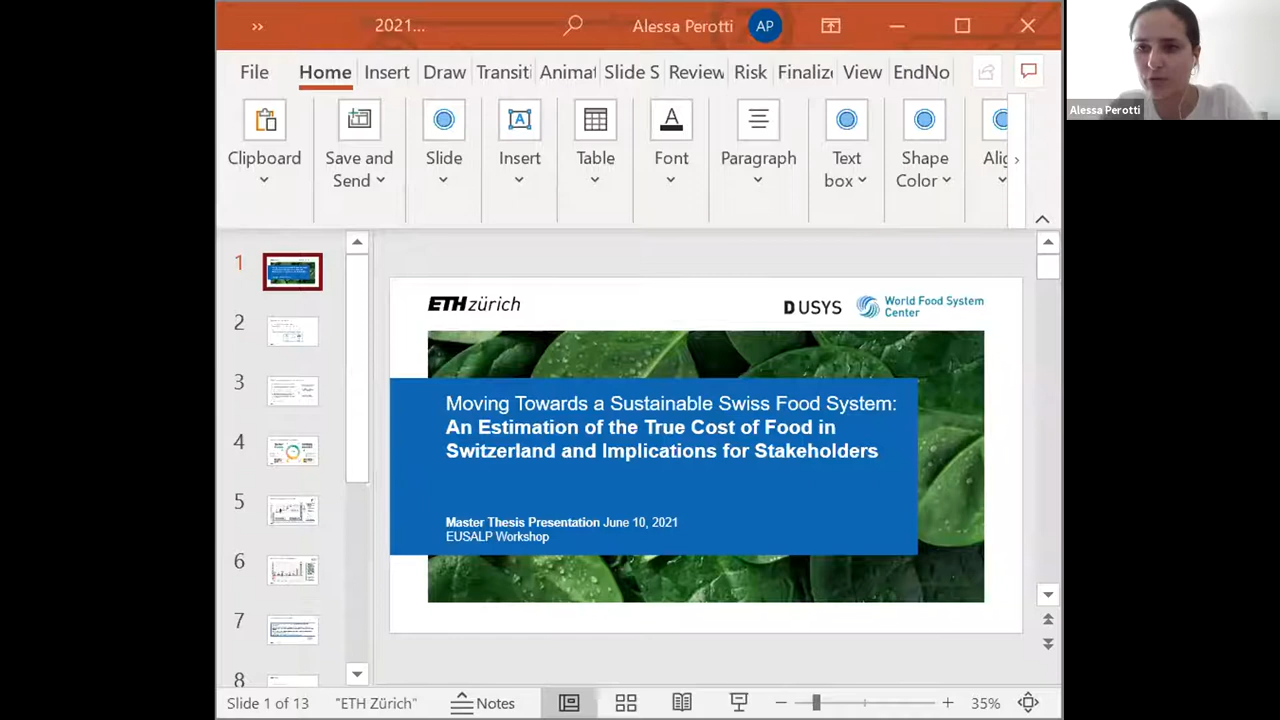 2021...
Alessa Perotti
AP
File
Home
Insert
Draw
Transiti
Animat
Slide S
Review
Risk
Finaliz
View
EndNo
Clipboard
Save and
Send
Slide
Insert
Table
Font
Paragraph
Text
box
Shape
Color
Alig
1
2
3
4
5
6
7
8
ETH zürich
D USYS
World Food System
Center
Moving Towards a Sustainable Swiss Food System:
An Estimation of the True Cost of Food in
Switzerland and Implications for Stakeholders
Master Thesis Presentation June 10, 2021
EUSALP Workshop
Slide 1 of 13
"ETH Zürich"
Notes
35%
Alessa Perotti